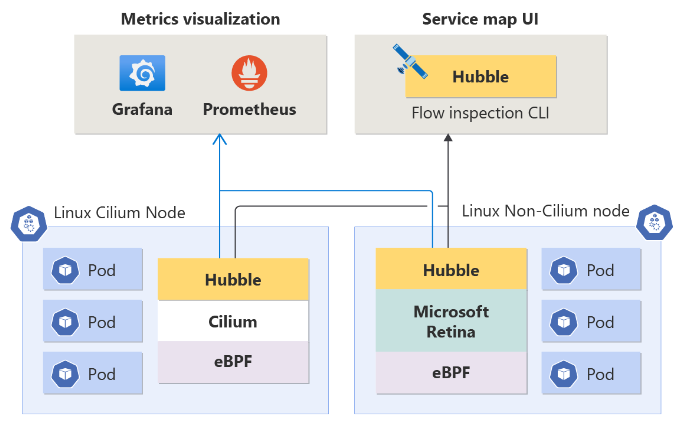 Metrics visualization
Service map UI
Grafana
Prometheus
Hubble
Flow inspection CLI
Linux Cilium Node
Linux Non-Cilium node
Pod
Pod
Pod
Hubble
Cilium
eBPF
Hubble
Microsoft
Retina
eBPF
Pod
Pod
Pod